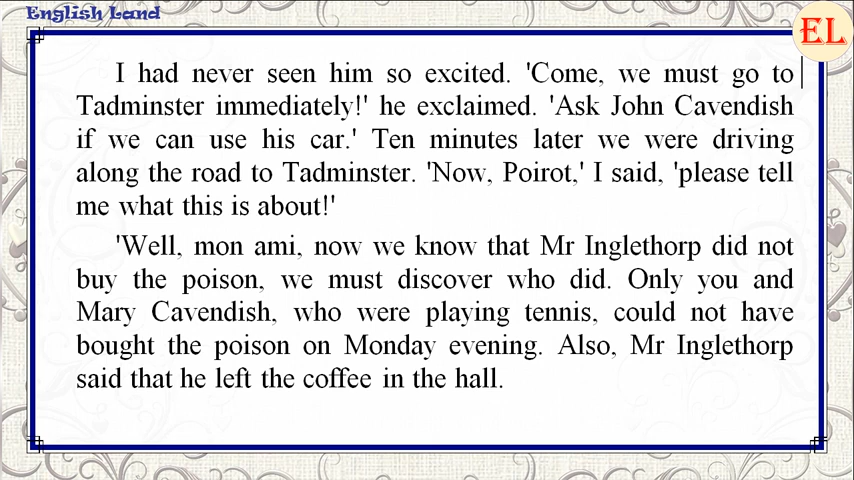 English Land
EL
I had never seen him so excited. 'Come, we must go to
Tadminster immediately!' he exclaimed. 'Ask John Cavendish
if we can use his car.' Ten minutes later we were driving
along the road to Tadminster. 'Now, Poirot,' I said, 'please tell
me what this is about!'
'Well, mon ami, now we know that Mr Inglethorp did not
buy the poison, we must discover who did. Only you and
Mary Cavendish, who were playing tennis, could not have
bought the poison on Monday evening. Also, Mr Inglethorp
said that he left the coffee in the hall.